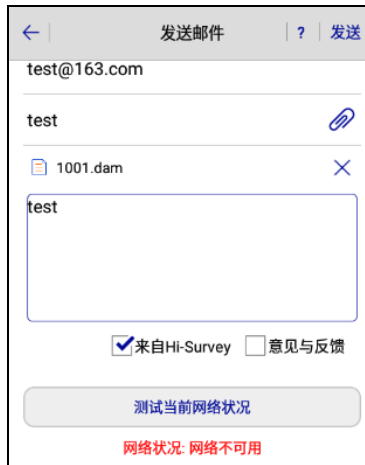 发送邮件 ? 发送
test@163.com
test
1001.dam
test
来自Hi-Survey 意见与反馈
测试当前网络状况
网络状况: 网络不可用